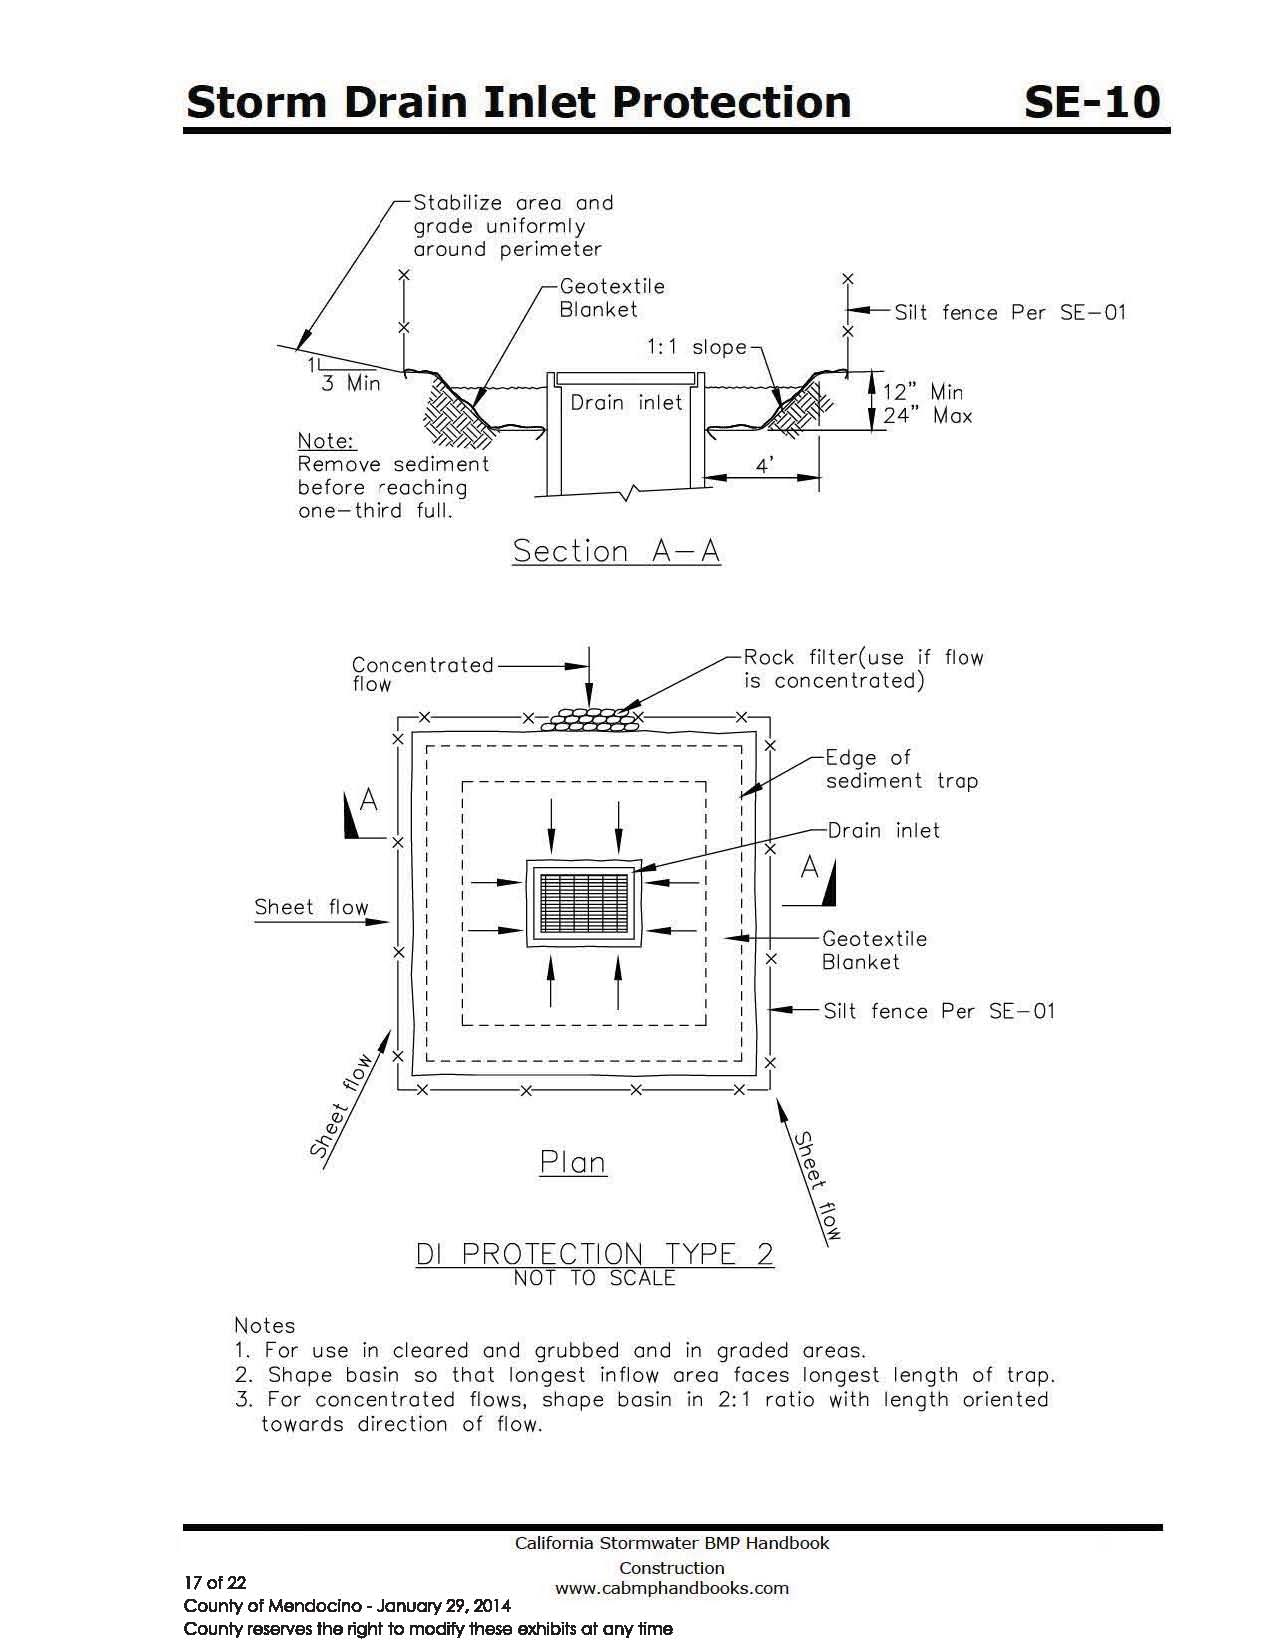 Storm Drain Inlet Protection SE-10
Stabilize area and
grade uniformly
around perimeter
Geotextile
Blanket
Silt fence Per SE-01
1:1 slope
1
3 Min
Drain inlet
12" Min
24" Max
Note:
Remove sediment
before reaching
one-third full.
4'
Section A-A
Concentrated
flow
Rock filter(use if flow
is concentrated)
Edge of
sediment trap
A
Drain inlet
A
Sheet flow
Geotextile
Blanket
Silt fence Per SE-01
Sheet flow
Sheet flow
Plan
DI PROTECTION TYPE 2
NOT TO SCALE
Notes
1. For use in cleared and grubbed and in graded areas.
2. Shape basin so that longest inflow area faces longest length of trap.
3. For concentrated flows, shape basin in 2:1 ratio with length oriented
towards direction of flow.
California Stormwater BMP Handbook
Construction
www.cabmphandbooks.com
17 of 22
County of Mendocino - January 29, 2014
County reserves the right to modify these exhibits at any time